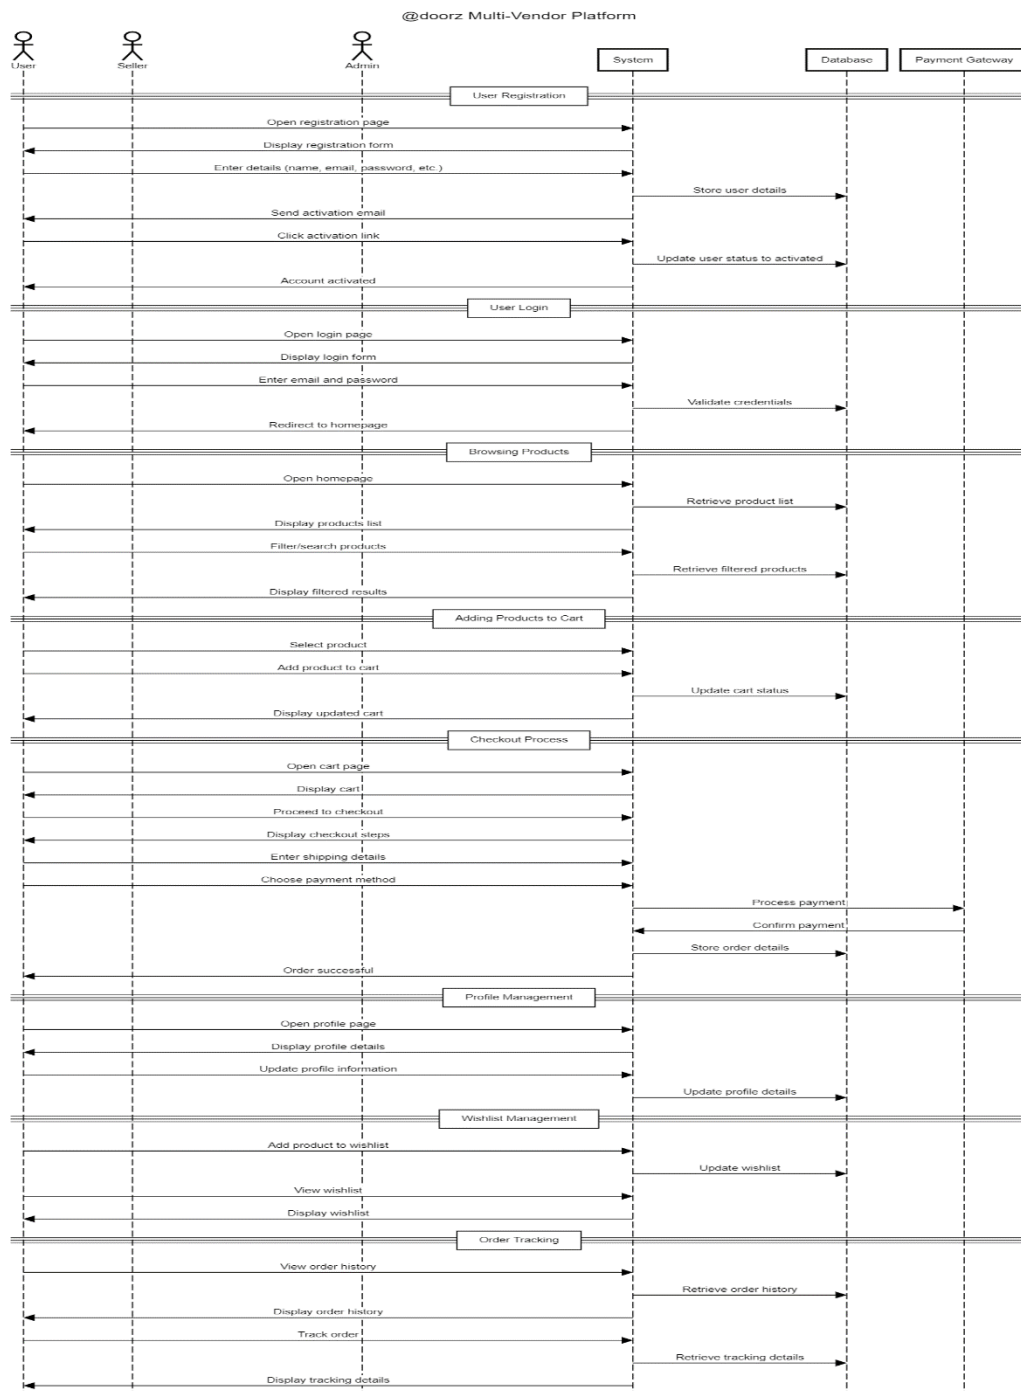 @doorz Multi-Vendor Platform
User
Seller
Admin
System
Database
Payment Gateway
User Registration
Open registration page
Display registration form
Enter details (name, email, password, etc.)
Store user details
Send activation email
Click activation link
Update user status to activated
Account activated
User Login
Open login page
Display login form
Enter email and password
Validate credentials
Redirect to homepage
Browsing Products
Open homepage
Retrieve product list
Display products list
Filter/search products
Retrieve filtered products
Display filtered results
Adding Products to Cart
Select product
Add product to cart
Update cart status
Display updated cart
Checkout Process
Open cart page
Display cart
Proceed to checkout
Display checkout steps
Enter shipping details
Choose payment method
Process payment
Confirm payment
Store order details
Order successful
Profile Management
Open profile page
Display profile details
Update profile information
Update profile details
Wishlist Management
Add product to wishlist
Update wishlist
View wishlist
Display wishlist
Order Tracking
View order history
Retrieve order history
Display order history
Track order
Retrieve tracking details
Display tracking details